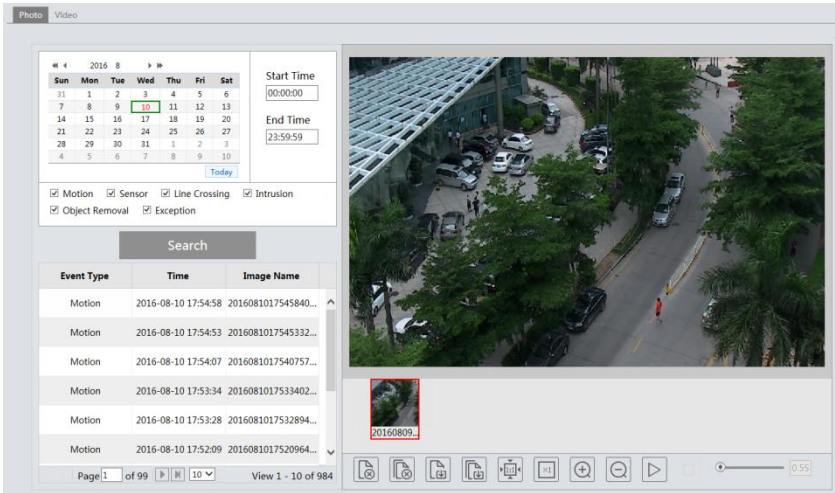 Photo Video
2016 8
Sun Mon Tue Wed Thu Fri Sat
31 1 2 3 4 5 6
7 8 9 10 11 12 13
14 15 16 17 18 19 20
21 22 23 24 25 26 27
28 29 30 31 1 2 3
4 5 6 7 8 9 10
Today
Start Time
00:00:00
End Time
23:59:59
Motion Sensor Line Crossing Intrusion
Object Removal Exception
Search
Event Type Time Image Name
Motion 2016-08-10 17:54:58 2016081017545840...
Motion 2016-08-10 17:54:53 2016081017545332...
Motion 2016-08-10 17:54:07 2016081017540757...
Motion 2016-08-10 17:53:34 2016081017533402...
Motion 2016-08-10 17:53:28 2016081017532894...
Motion 2016-08-10 17:52:09 2016081017520964...
Page 1 of 99 10 View 1 - 10 of 984
20160809...
1:1 ×1 0.55